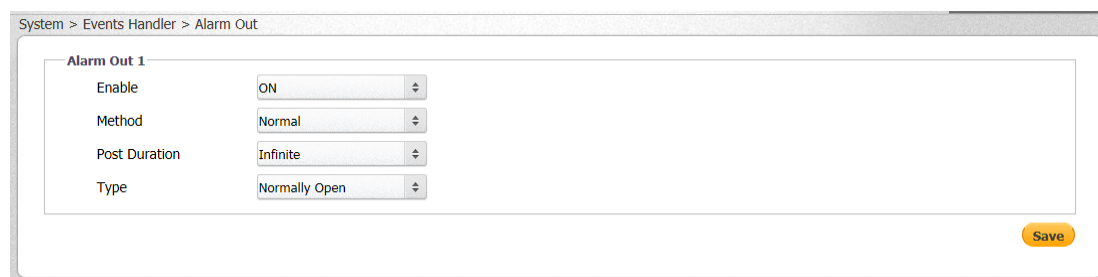 System > Events Handler > Alarm Out
Alarm Out 1
Enable ON
Method Normal
Post Duration Infinite
Type Normally Open
Save